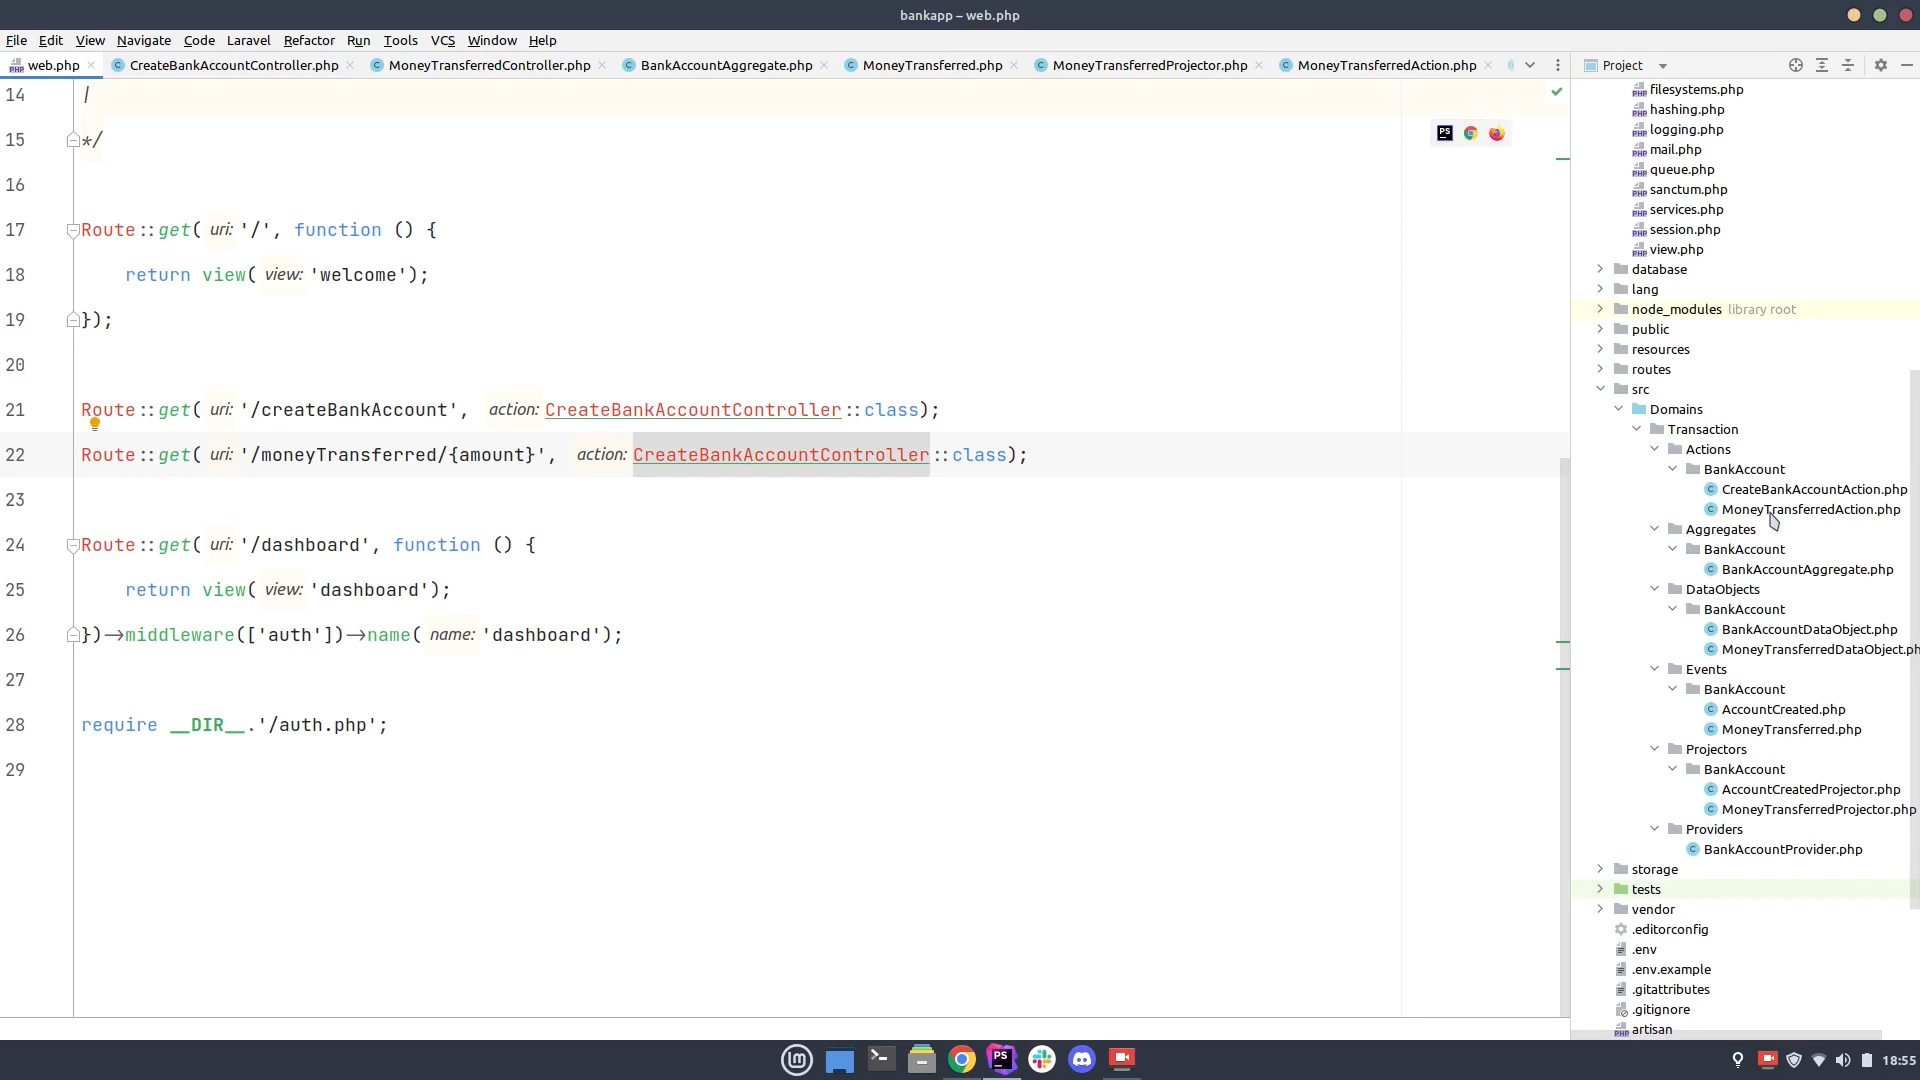 bankapp – web.php
File Edit View Navigate Code Laravel Refactor Run Tools VCS Window Help
web.php CreateBankAccountController.php MoneyTransferredController.php BankAccountAggregate.php MoneyTransferred.php MoneyTransferredProjector.php MoneyTransferredAction.php
Project
14 |
15 */
16
17 Route::get( uri: '/', function () {
18 return view( view: 'welcome');
19 });
20
21 Route::get( uri: '/createBankAccount', action: CreateBankAccountController::class);
22 Route::get( uri: '/moneyTransferred/{amount}', action: CreateBankAccountController::class);
23
24 Route::get( uri: '/dashboard', function () {
25 return view( view: 'dashboard');
26 })->middleware(['auth'])->name( name: 'dashboard');
27
28 require __DIR__.'/auth.php';
29
filesystems.php
hashing.php
logging.php
mail.php
queue.php
sanctum.php
services.php
session.php
view.php
database
lang
node_modules library root
public
resources
routes
src
Domains
Transaction
Actions
BankAccount
CreateBankAccountAction.php
MoneyTransferredAction.php
Aggregates
BankAccount
BankAccountAggregate.php
DataObjects
BankAccount
BankAccountDataObject.php
MoneyTransferredDataObject.ph
Events
BankAccount
AccountCreated.php
MoneyTransferred.php
Projectors
BankAccount
AccountCreatedProjector.php
MoneyTransferredProjector.php
Providers
BankAccountProvider.php
storage
tests
vendor
.editorconfig
.env
.env.example
.gitattributes
.gitignore
artisan
18:55